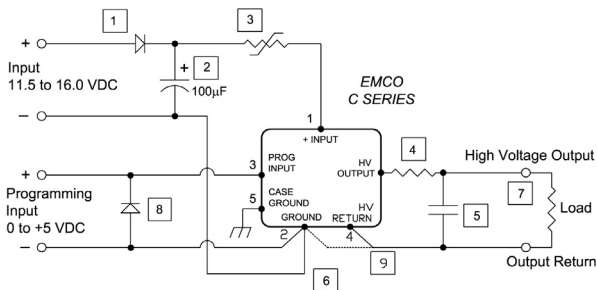 1
3
+
Input
11.5 to 16.0 VDC
−
+
2
100μF
EMCO
C SERIES
1
+ INPUT
4
High Voltage Output
+
3
PROG
INPUT
HV
OUTPUT
7
Load
Programming
Input
0 to +5 VDC
8
5
CASE
GROUND
HV
GROUND
RETURN
5
−
2
4
9
Output Return
6